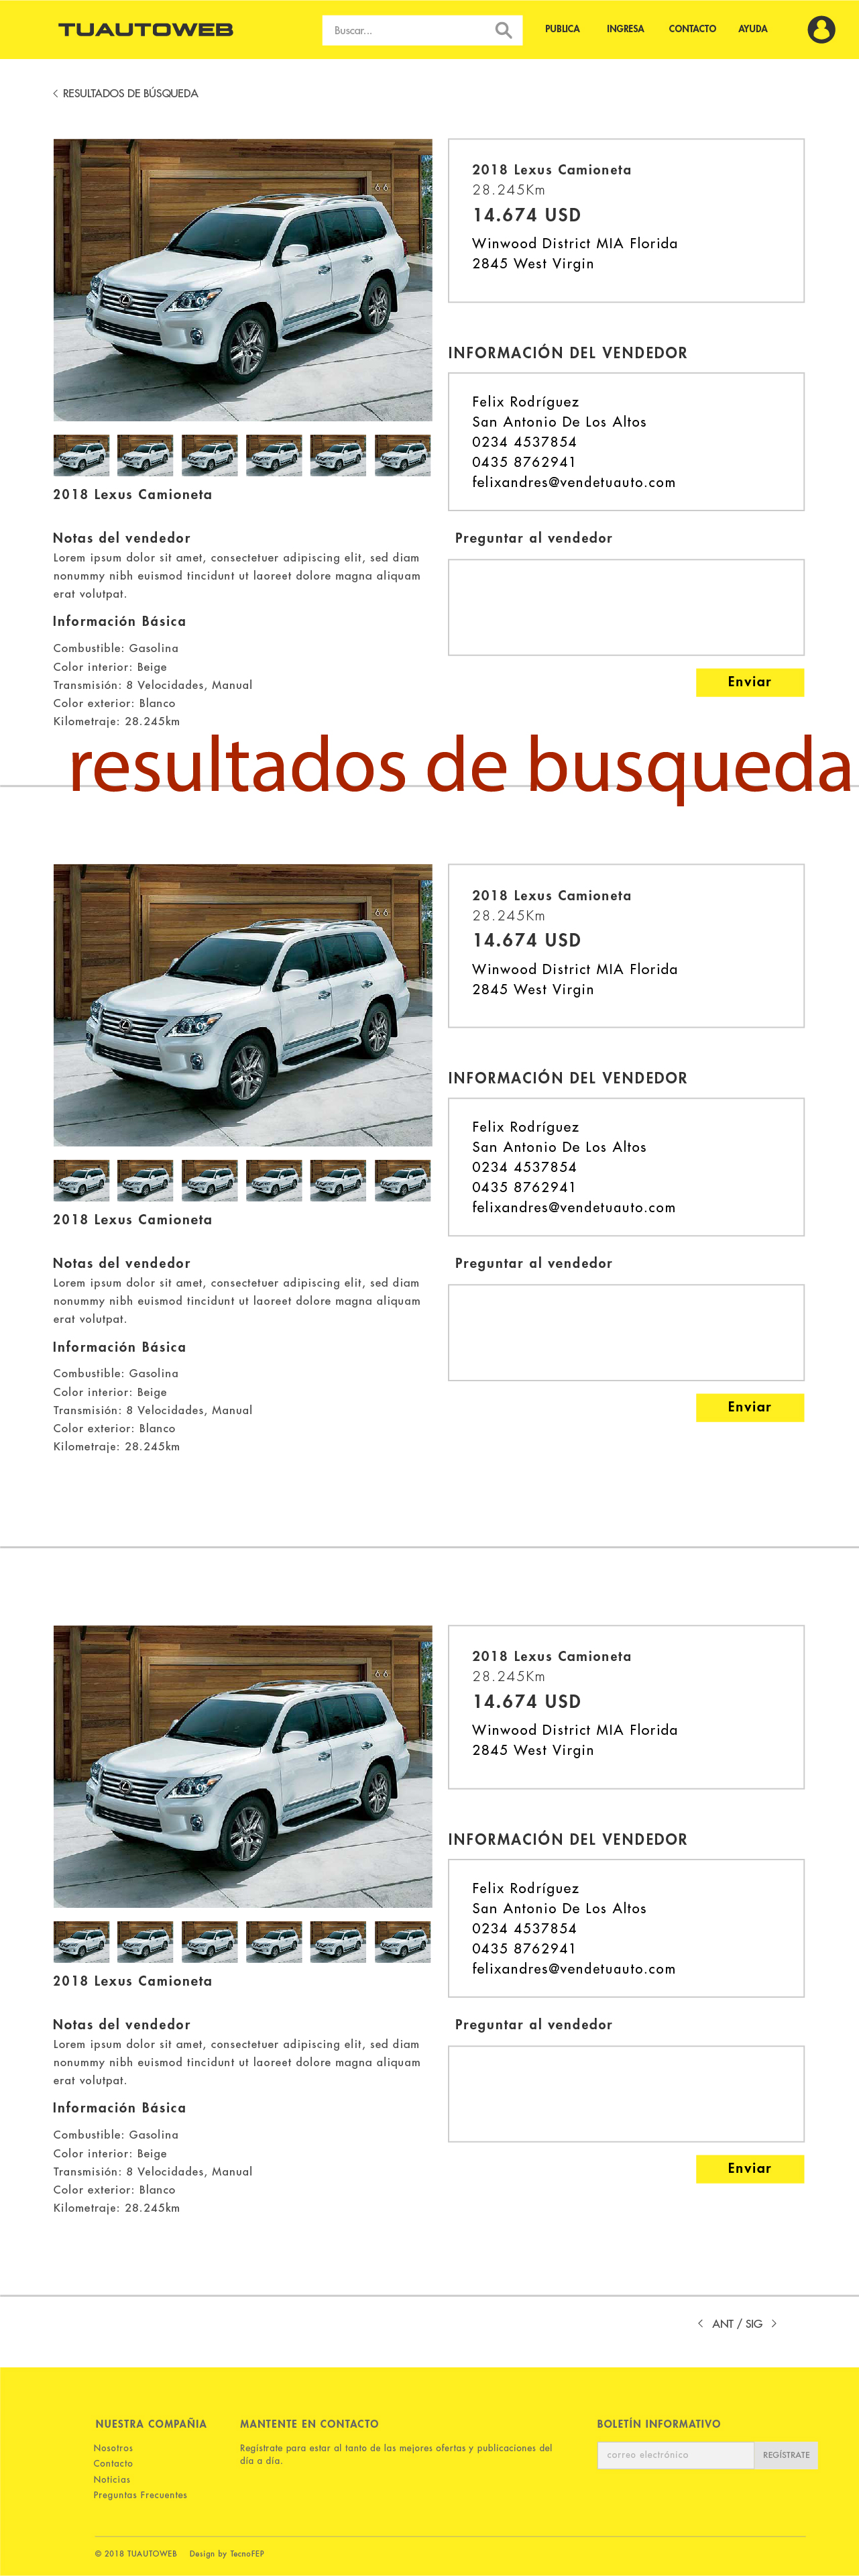 TUAUTOWEB
Buscar...
PUBLICA
INGRESA
CONTACTO
AYUDA
< RESULTADOS DE BÚSQUEDA
2018 Lexus Camioneta
28.245Km
14.674 USD
Winwood District MIA Florida
2845 West Virgin
INFORMACIÓN DEL VENDEDOR
Felix Rodríguez
San Antonio De Los Altos
0234 4537854
0435 8762941
felixandres@vendetuauto.com
2018 Lexus Camioneta
Notas del vendedor
Lorem ipsum dolor sit amet, consectetuer adipiscing elit, sed diam
nonummy nibh euismod tincidunt ut laoreet dolore magna aliquam
erat volutpat.
Información Básica
Combustible: Gasolina
Color interior: Beige
Transmisión: 8 Velocidades, Manual
Color exterior: Blanco
Kilometraje: 28.245km
Preguntar al vendedor
Enviar
resultados de busqueda
2018 Lexus Camioneta
28.245Km
14.674 USD
Winwood District MIA Florida
2845 West Virgin
INFORMACIÓN DEL VENDEDOR
Felix Rodríguez
San Antonio De Los Altos
0234 4537854
0435 8762941
felixandres@vendetuauto.com
2018 Lexus Camioneta
Notas del vendedor
Lorem ipsum dolor sit amet, consectetuer adipiscing elit, sed diam
nonummy nibh euismod tincidunt ut laoreet dolore magna aliquam
erat volutpat.
Información Básica
Combustible: Gasolina
Color interior: Beige
Transmisión: 8 Velocidades, Manual
Color exterior: Blanco
Kilometraje: 28.245km
Preguntar al vendedor
Enviar
2018 Lexus Camioneta
28.245Km
14.674 USD
Winwood District MIA Florida
2845 West Virgin
INFORMACIÓN DEL VENDEDOR
Felix Rodríguez
San Antonio De Los Altos
0234 4537854
0435 8762941
felixandres@vendetuauto.com
2018 Lexus Camioneta
Notas del vendedor
Lorem ipsum dolor sit amet, consectetuer adipiscing elit, sed diam
nonummy nibh euismod tincidunt ut laoreet dolore magna aliquam
erat volutpat.
Información Básica
Combustible: Gasolina
Color interior: Beige
Transmisión: 8 Velocidades, Manual
Color exterior: Blanco
Kilometraje: 28.245km
Preguntar al vendedor
Enviar
< ANT / SIG >
NUESTRA COMPAÑIA
Nosotros
Contacto
Noticias
Preguntas Frecuentes
MANTENTE EN CONTACTO
Regístrate para estar al tanto de las mejores ofertas y publicaciones del
día a día.
BOLETÍN INFORMATIVO
correo electrónico
REGÍSTRATE
© 2018 TUAUTOWEB Design by TecnoFEP